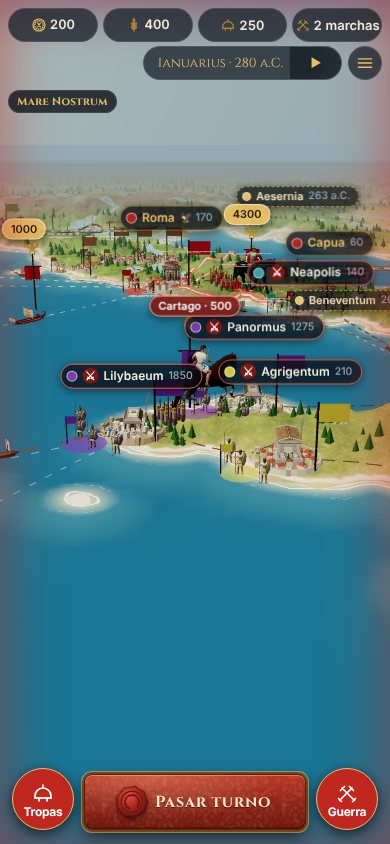 200
400
250
2 marchas
IANUARIUS · 280 A.C.
MARE NOSTRUM
Aesernia 263 a.C.
Roma 170
4300
1000
Capua 60
Neapolis 140
Cartago · 500
Beneventum
Panormus 1275
Lilybaeum 1850
Agrigentum 210
Tropas
PASAR TURNO
Guerra